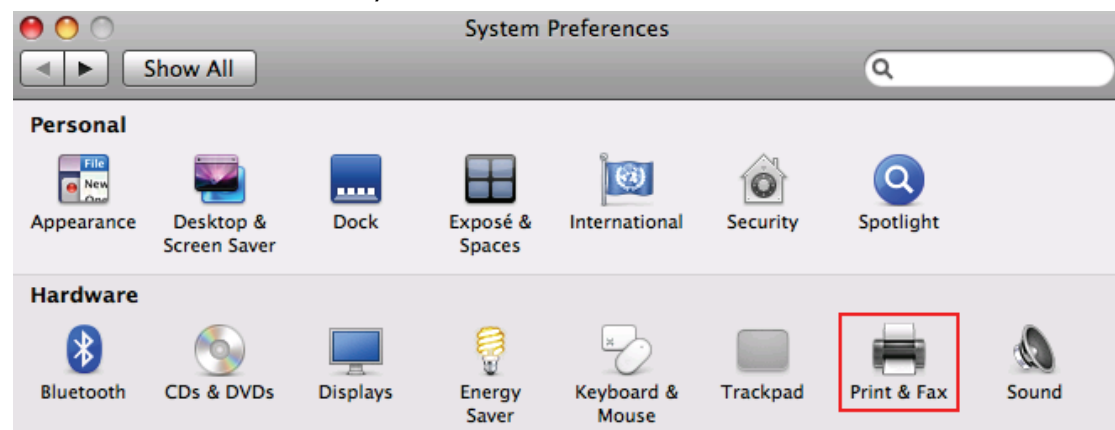 System Preferences
Show All
Personal
File
New
One
Appearance
Desktop &
Screen Saver
Dock
Exposé &
Spaces
International
Security
Spotlight
Hardware
Bluetooth
CDs & DVDs
Displays
Energy
Saver
Keyboard &
Mouse
Trackpad
Print & Fax
Sound